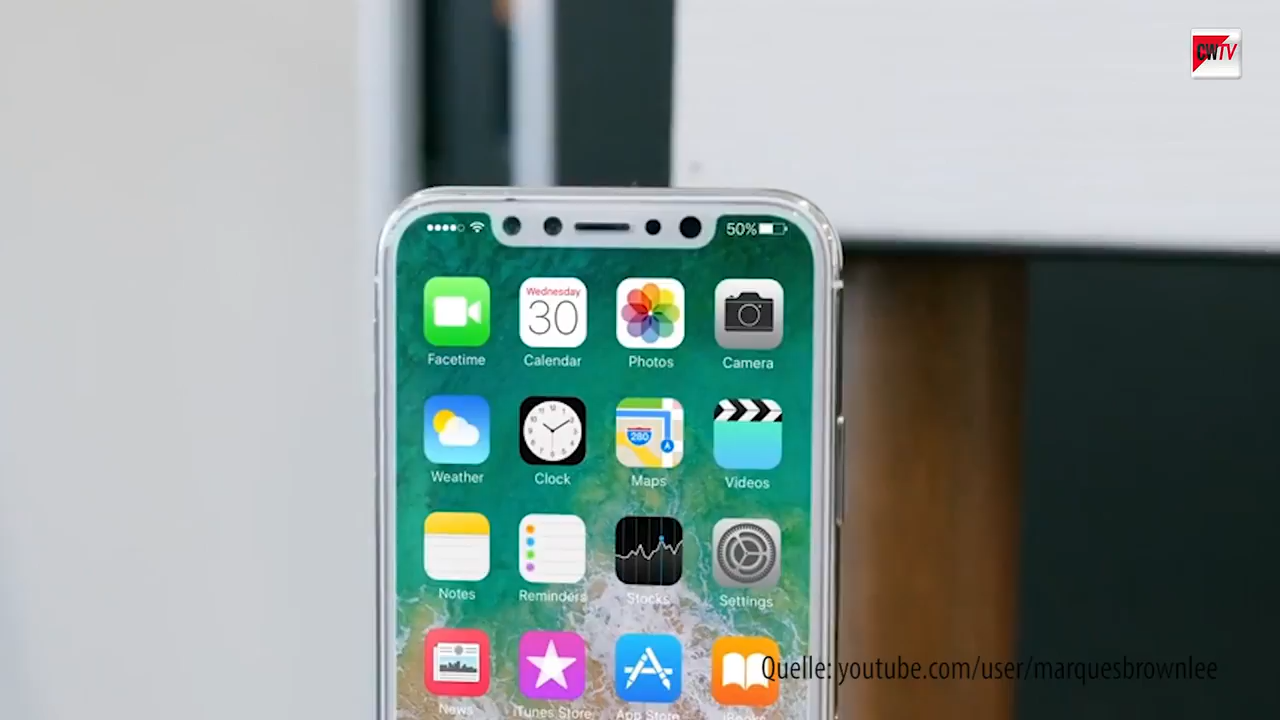 CWTV
50%
Facetime
Wednesday
30
Calendar
Photos
Camera
Weather
Clock
280
Maps
Videos
Notes
Reminders
Stocks
Settings
News
iTunes Store
App Store
iBooks
Quelle: youtube.com/user/marquesbrownlee